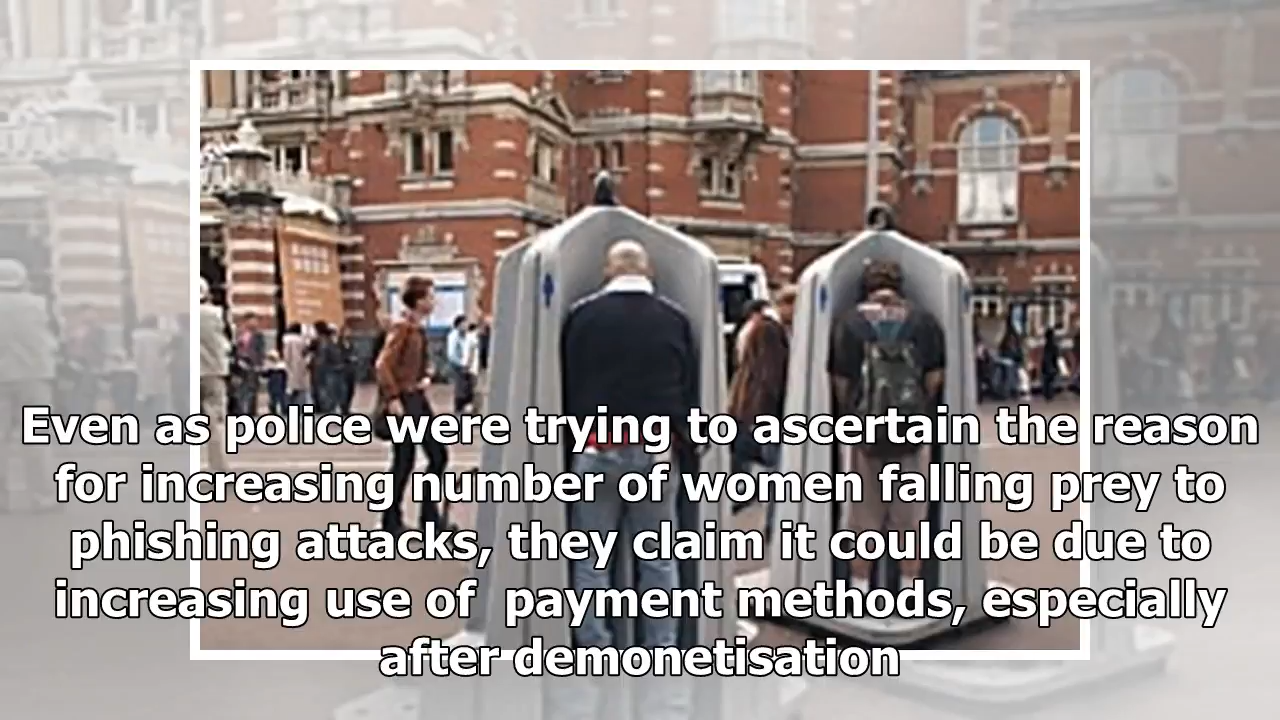 Even as police were trying to ascertain the reason
for increasing number of women falling prey to
phishing attacks, they claim it could be due to
increasing use of  payment methods, especially
after demonetisation